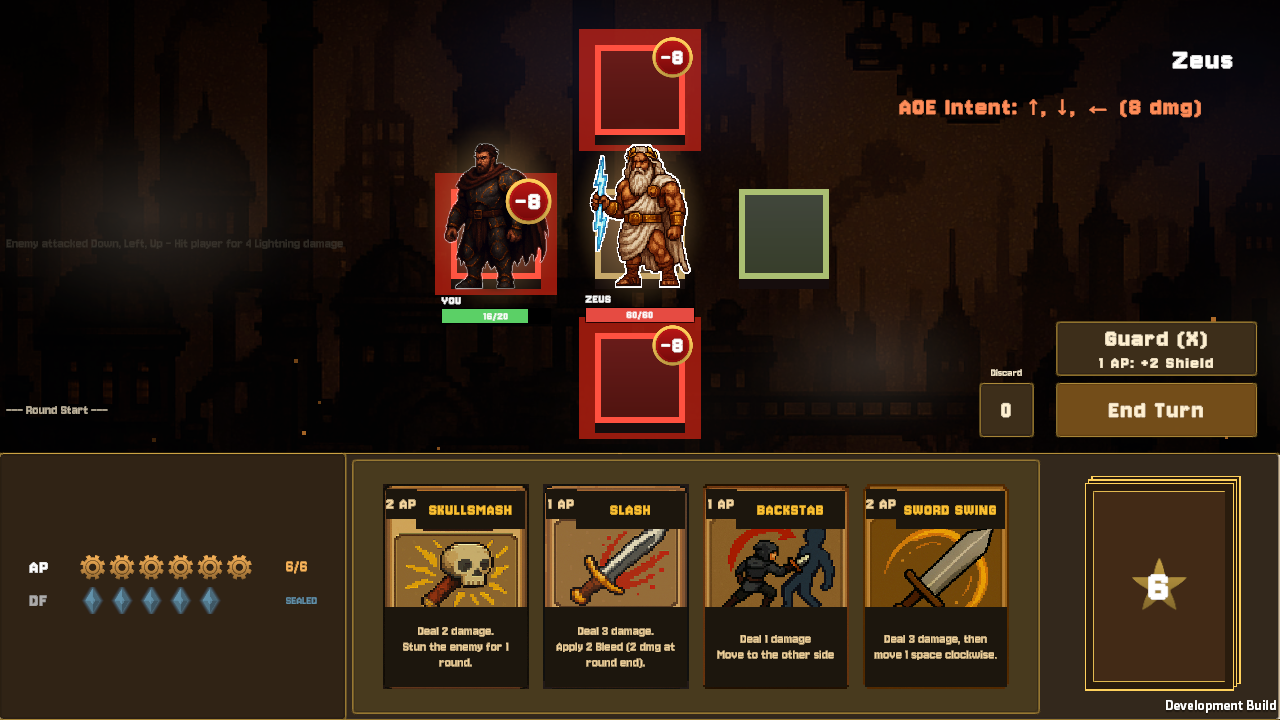 -8
Zeus
AOE Intent: ↑, ↓, ← (8 dmg)
-8
Enemy attacked Down, Left, Up - Hit player for 4 Lightning damage
YOU
16/20
ZEUS
60/60
-8
Guard (X)
1 AP: +2 Shield
Discard
0
End Turn
--- Round Start ---
AP
6/6
DF
SEALED
2 AP
SKULLSMASH
Deal 2 damage.
Stun the enemy for 1
round.
1 AP
SLASH
Deal 3 damage.
Apply 2 Bleed (2 dmg at
round end).
1 AP
BACKSTAB
Deal 1 damage
Move to the other side
2 AP
SWORD SWING
Deal 3 damage, then
move 1 space clockwise.
6
Development Build